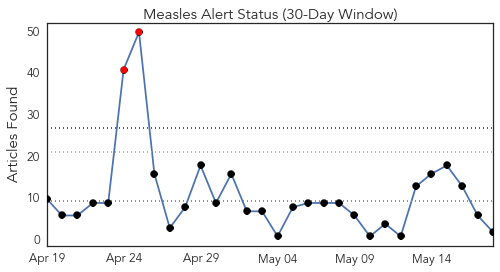 Measles Alert Status (30-Day Window)
Articles Found
50
40
30
20
10
0
Apr 19
Apr 24
Apr 29
May 04
May 09
May 14